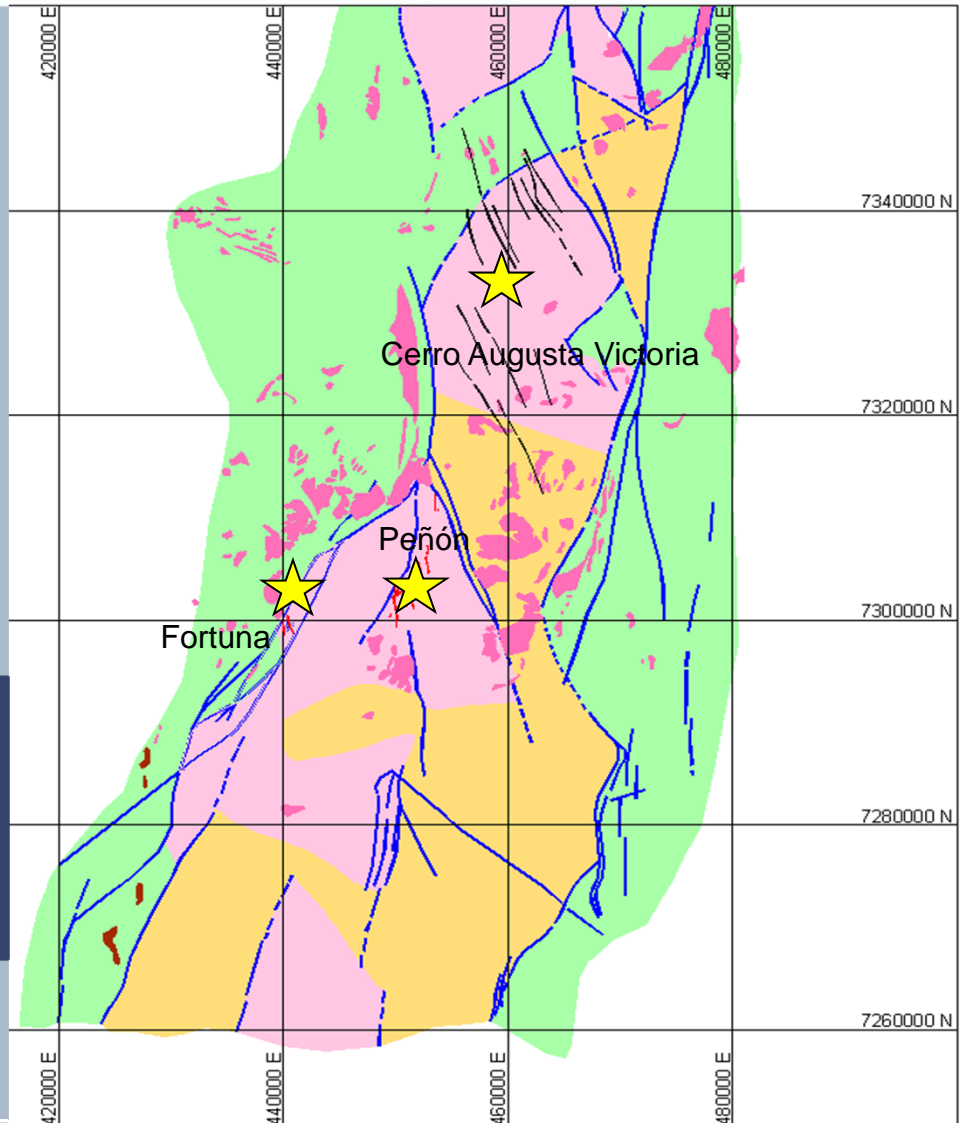 420000 E
440000 E
460000 E
480000 E
7340000 N
Cerro Augusta Victoria
7320000 N
Peñón
7300000 N
Fortuna
7280000 N
7260000 N
420000 E
440000 E
460000 E
480000 E